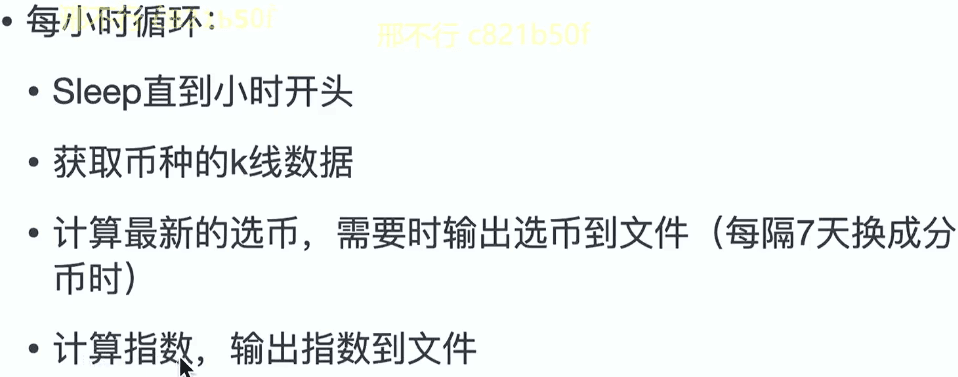 • 每小时循环：
邢不行 c821b50f
• Sleep直到小时开头
• 获取币种的k线数据
• 计算最新的选币，需要时输出选币到文件（每隔7天换成分
币时）
• 计算指数，输出指数到文件